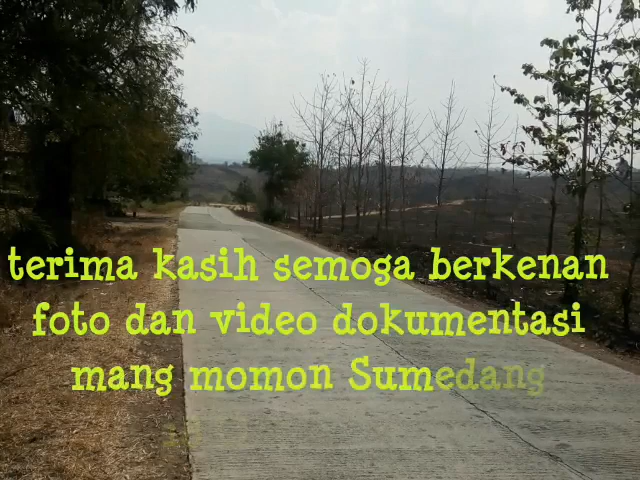 terima kasih semoga berkenan
foto dan video dokumentasi
mang momon Sumedang